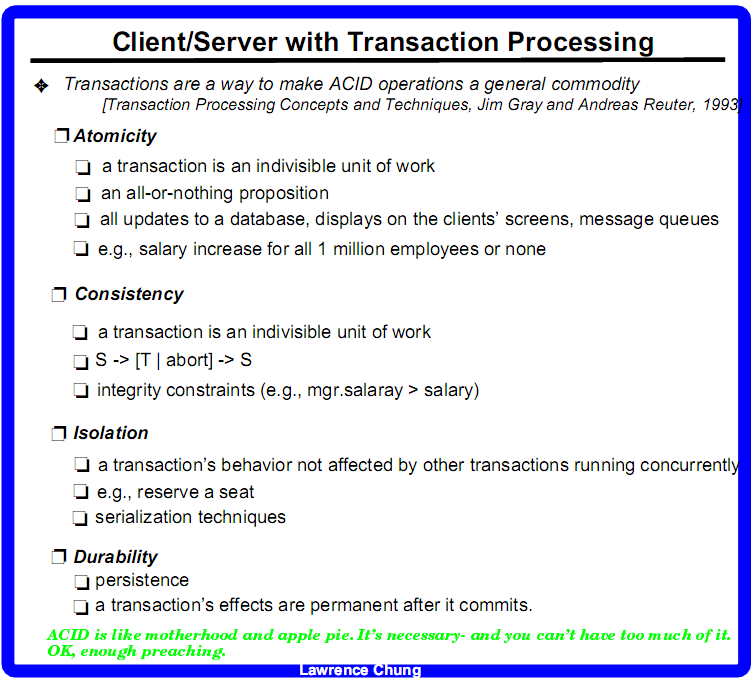 Client/Server with Transaction Processing
Transactions are a way to make ACID operations a general commodity
[Transaction Processing Concepts and Techniques, Jim Gray and Andreas Reuter, 1993]
Atomicity
a transaction is an indivisible unit of work
an all-or-nothing proposition
all updates to a database, displays on the clients' screens, message queues
e.g., salary increase for all 1 million employees or none
Consistency
a transaction is an indivisible unit of work
S -> [T | abort] -> S
integrity constraints (e.g., mgr.salaray > salary)
Isolation
a transaction's behavior not affected by other transactions running concurrently
e.g., reserve a seat
serialization techniques
Durability
persistence
a transaction's effects are permanent after it commits.
ACID is like motherhood and apple pie. It's necessary- and you can't have too much of it.
OK, enough preaching.
Lawrence Chung